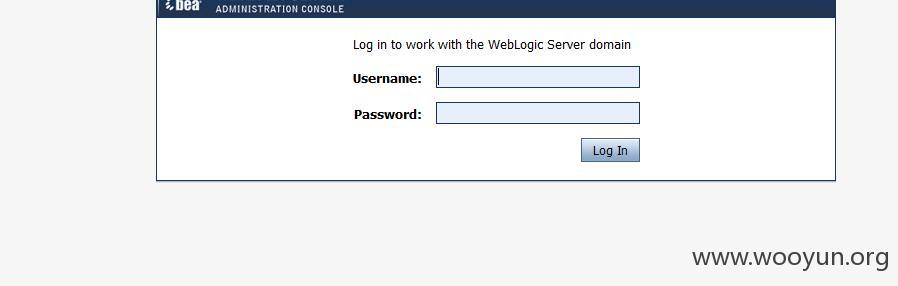 bea ADMINISTRATION CONSOLE
Log in to work with the WebLogic Server domain
Username:
Password:
Log In
www.wooyun.org